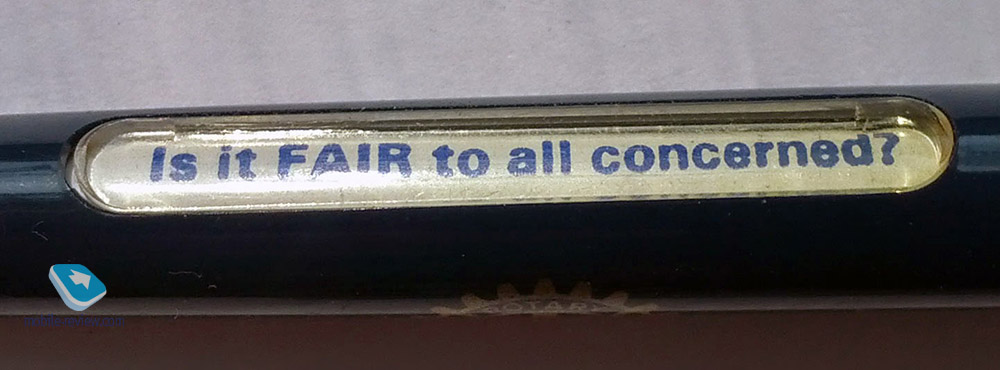 Is it FAIR to all concerned?